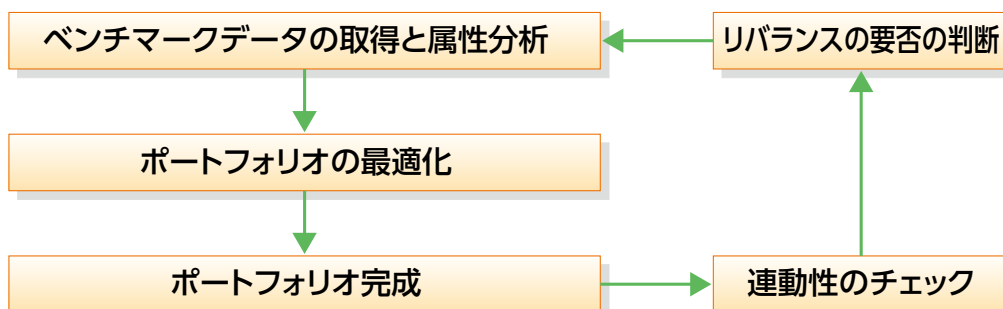 ベンチマークデータの取得と属性分析
リバランスの要否の判断
ポートフォリオの最適化
ポートフォリオ完成
連動性のチェック